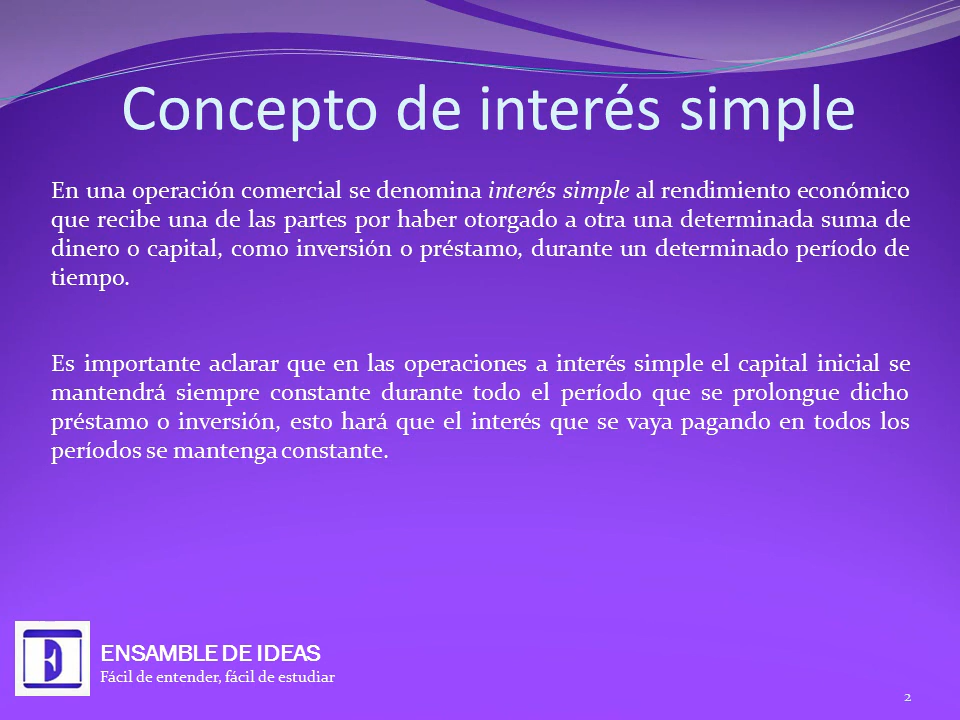 Concepto de interés simple
En una operación comercial se denomina interés simple al rendimiento económico
que recibe una de las partes por haber otorgado a otra una determinada suma de
dinero o capital, como inversión o préstamo, durante un determinado período de
tiempo.
Es importante aclarar que en las operaciones a interés simple el capital inicial se
mantendrá siempre constante durante todo el período que se prolongue dicho
préstamo o inversión, esto hará que el interés que se vaya pagando en todos los
períodos se mantenga constante.
E
ENSAMBLE DE IDEAS
Fácil de entender, fácil de estudiar
2